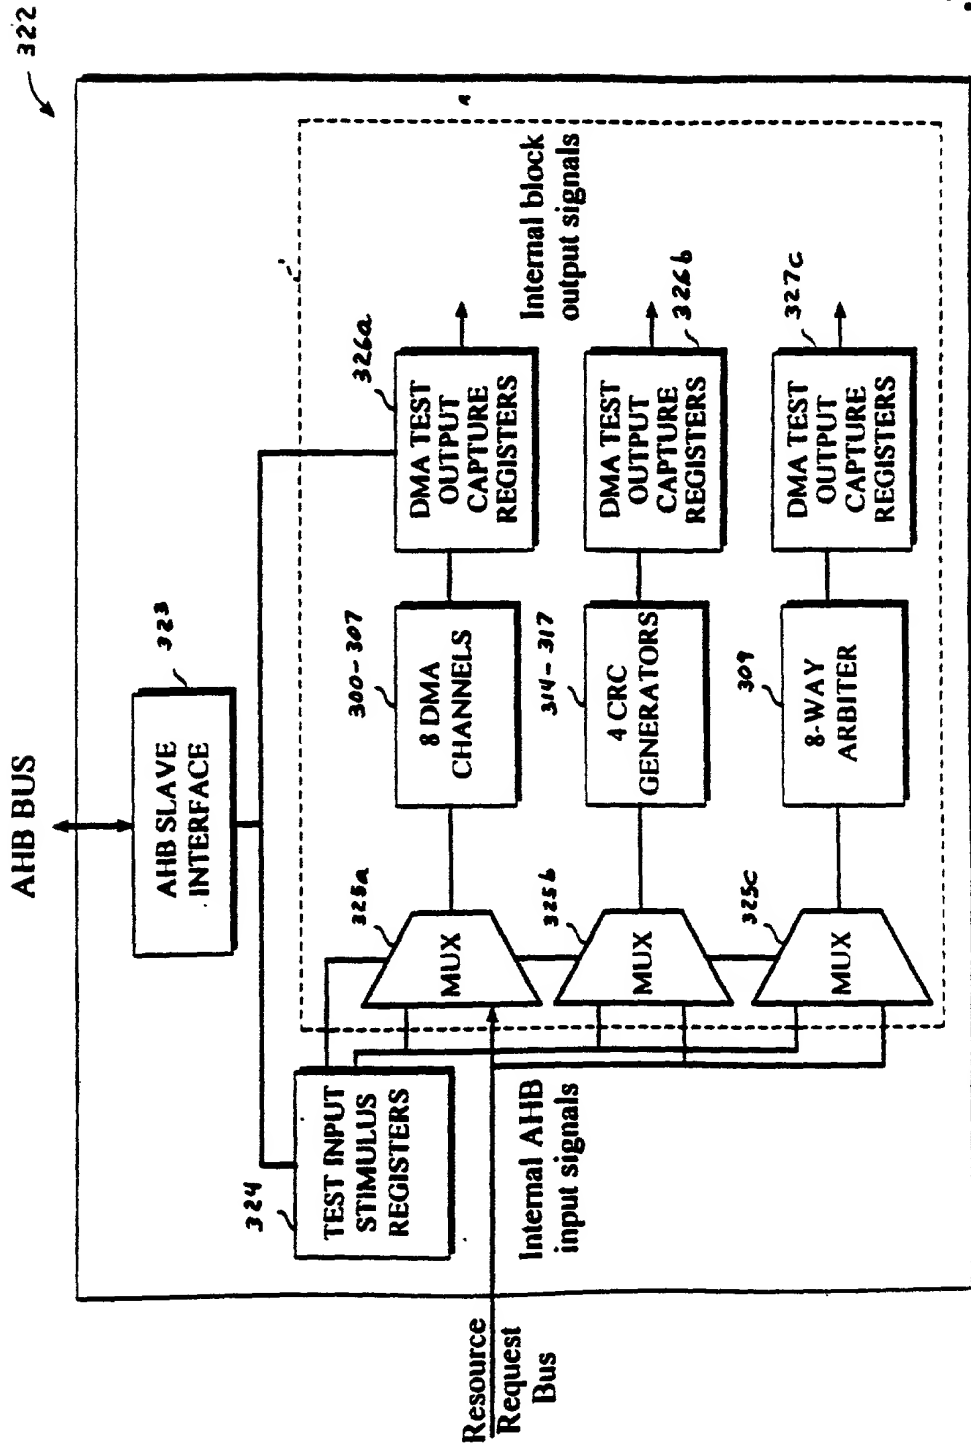 322
AHB BUS
323
AHB SLAVE
INTERFACE
324
TEST INPUT
STIMULUS
REGISTERS
Resource
Request
Bus
Internal AHB
input signals
325a
MUX
300-307
8 DMA
CHANNELS
326a
DMA TEST
OUTPUT
CAPTURE
REGISTERS
Internal block
output signals
325b
MUX
314-317
4 CRC
GENERATORS
326b
DMA TEST
OUTPUT
CAPTURE
REGISTERS
325c
MUX
309
8-WAY
ARBITER
327c
DMA TEST
OUTPUT
CAPTURE
REGISTERS